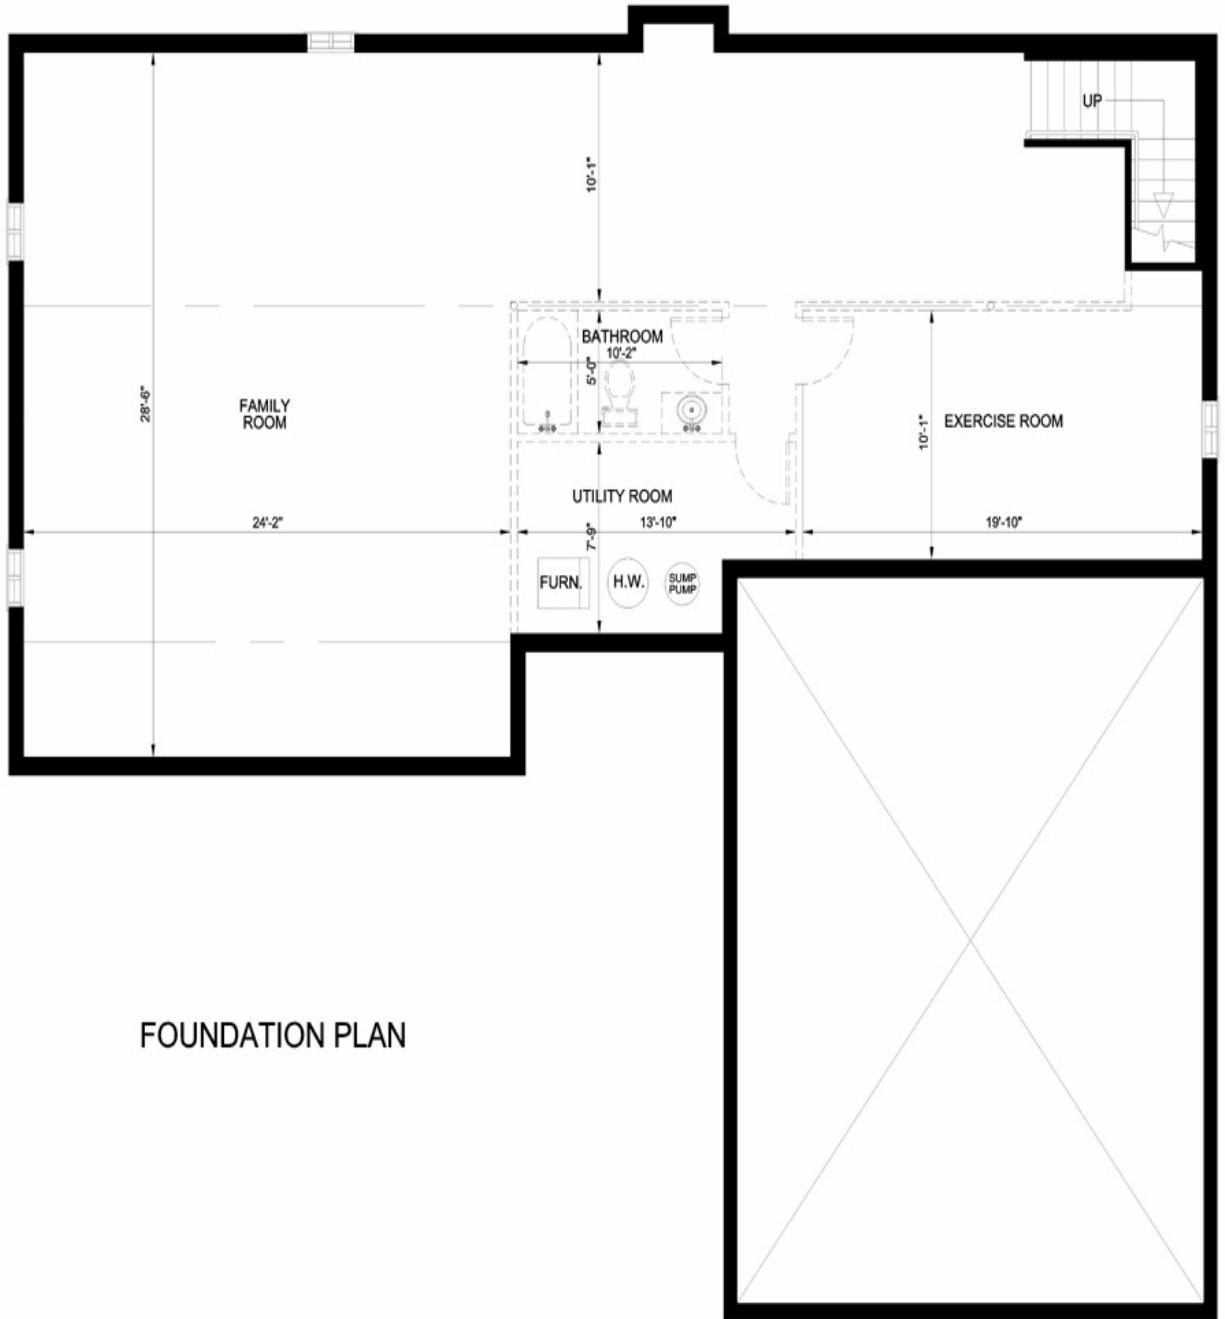 UP
10'-1"
BATHROOM
10'-2"
5'-0"
28'-6"
FAMILY
ROOM
10'-1"
EXERCISE ROOM
UTILITY ROOM
24'-2"
13'-10"
19'-10"
7'-9"
FURN.
H.W.
SUMP
PUMP
FOUNDATION PLAN